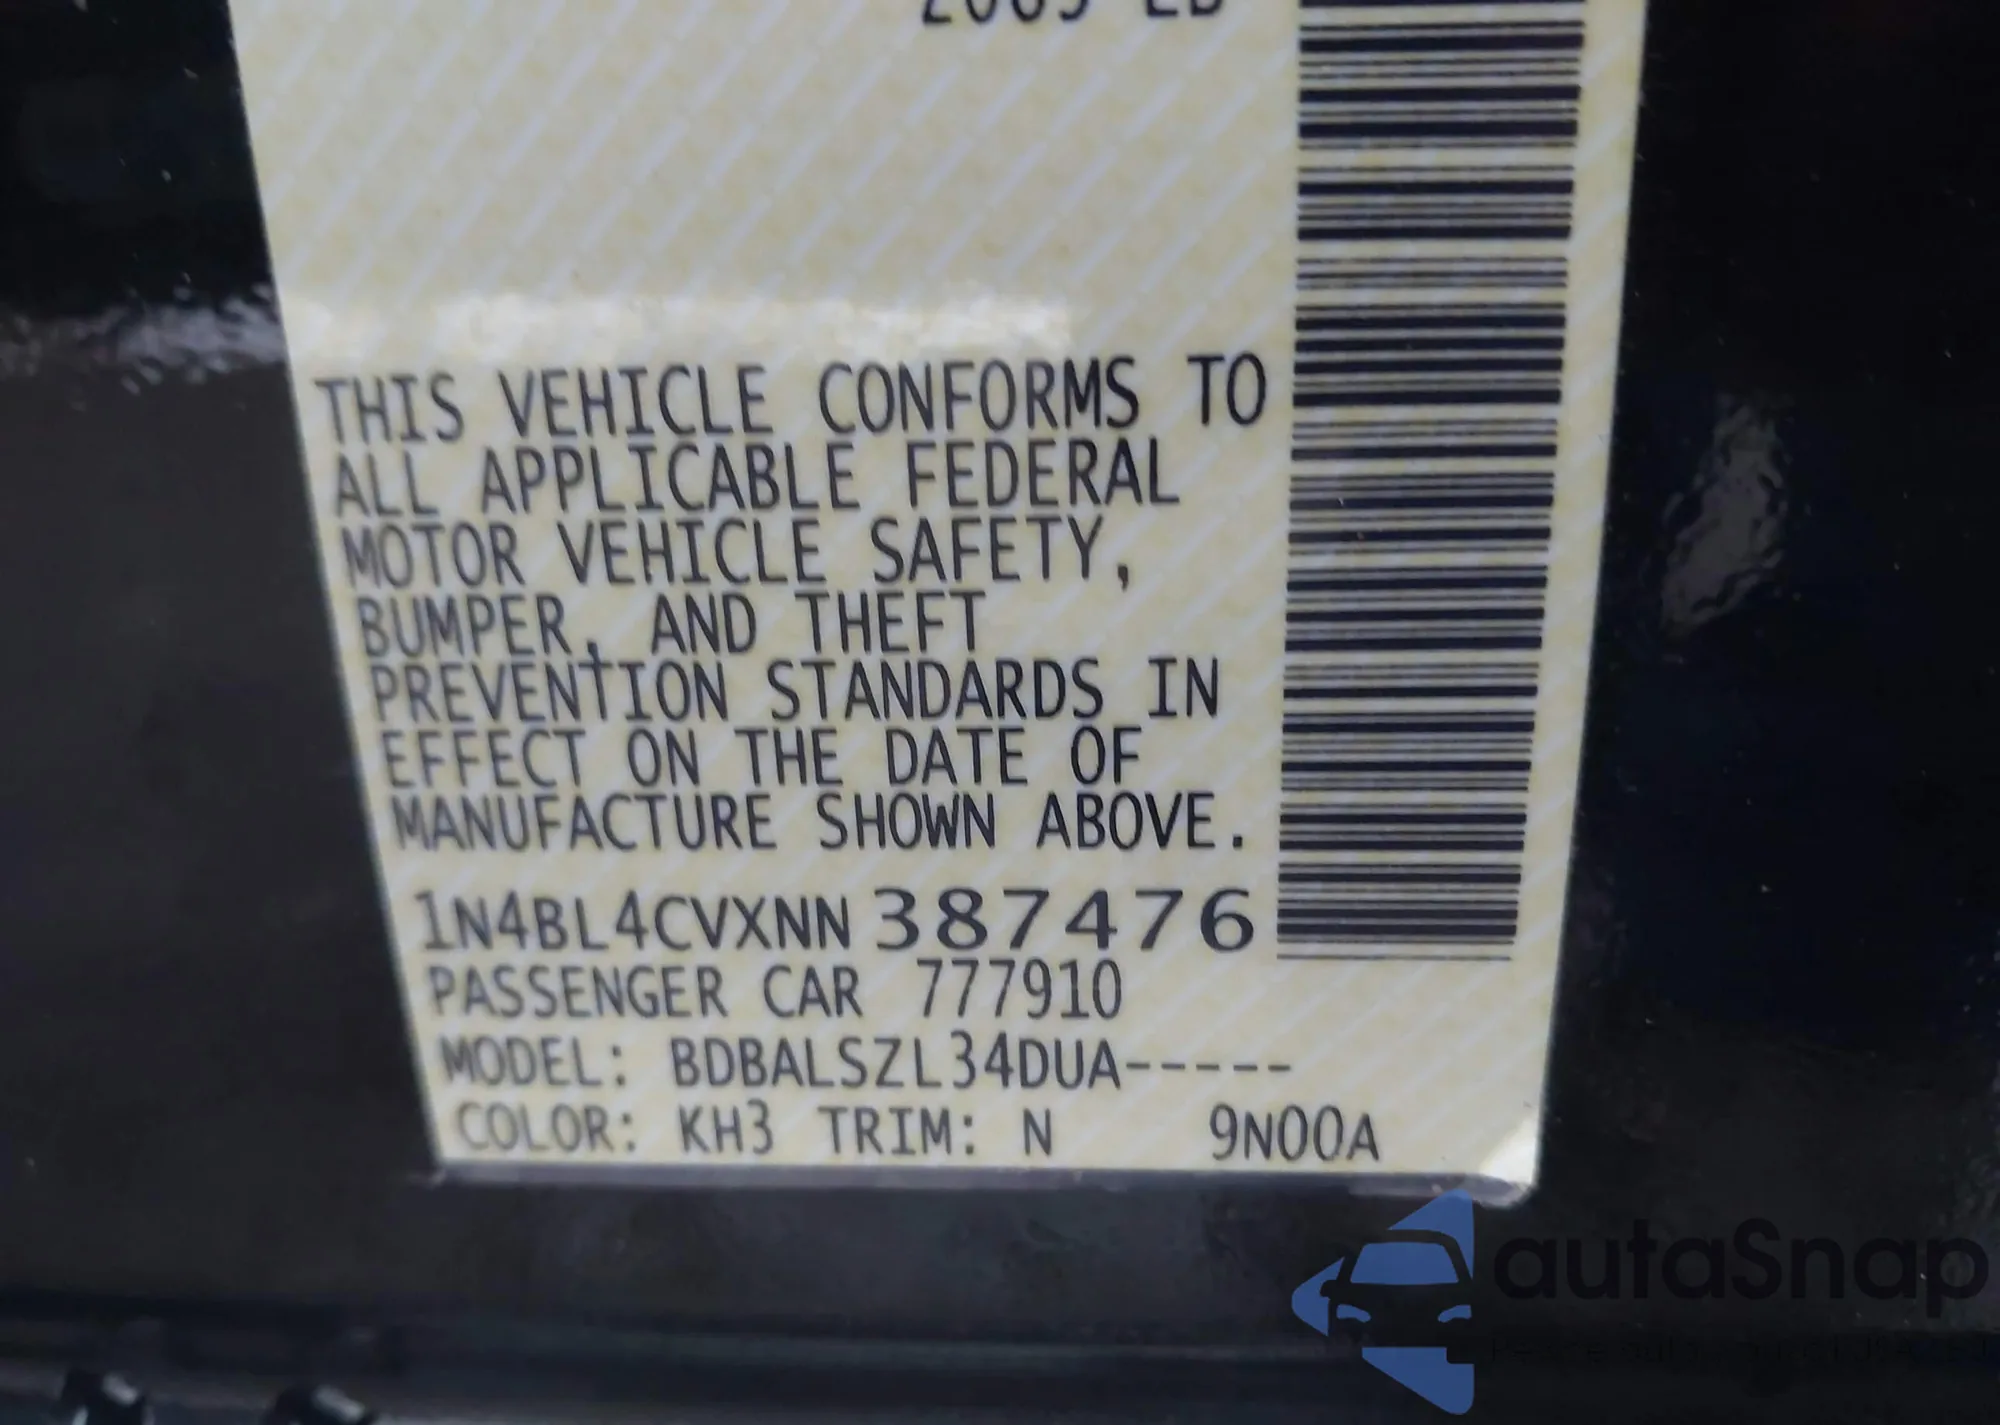 THIS VEHICLE CONFORMS TO
ALL APPLICABLE FEDERAL
MOTOR VEHICLE SAFETY,
BUMPER, AND THEFT
PREVENTION STANDARDS IN
EFFECT ON THE DATE OF
MANUFACTURE SHOWN ABOVE.
1N4BL4CVXNN387476
PASSENGER CAR 777910
MODEL: BDBALSZL34DUA-----
COLOR: KH3 TRIM: N 9N00A
autaSnap